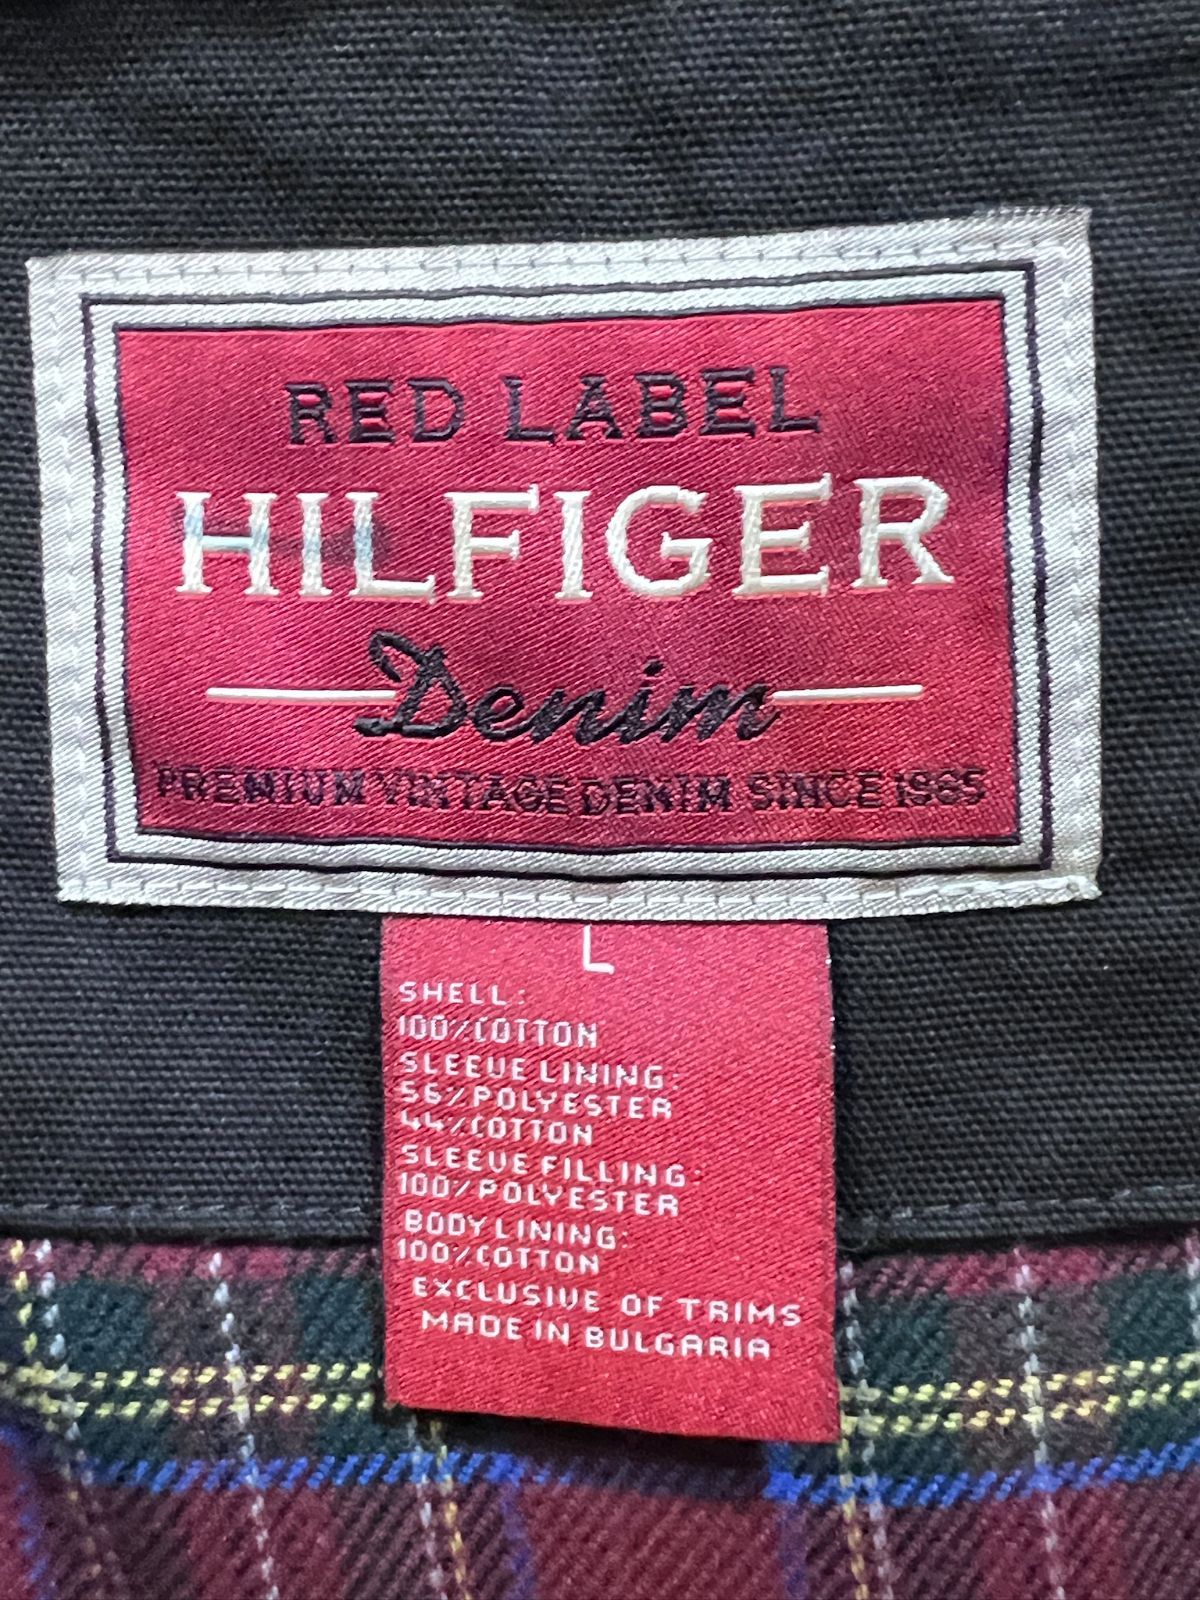 RED LABEL
HILFIGER
Denim
PREMIUM VINTAGE DENIM SINCE 1985
L
SHELL:
100%COTTON
SLEEVE LINING:
56%POLYESTER
44%COTTON
SLEEVE FILLING:
100%POLYESTER
BODY LINING:
100%COTTON
EXCLUSIVE OF TRIMS
MADE IN BULGARIA